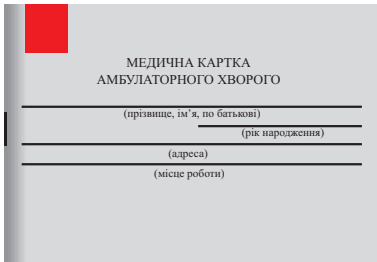 МЕДИЧНА КАРТКА
АМБУЛАТОРНОГО ХВОРОГО
(прізвище, ім’я, по батькові)
(рік народження)
(адреса)
(місце роботи)